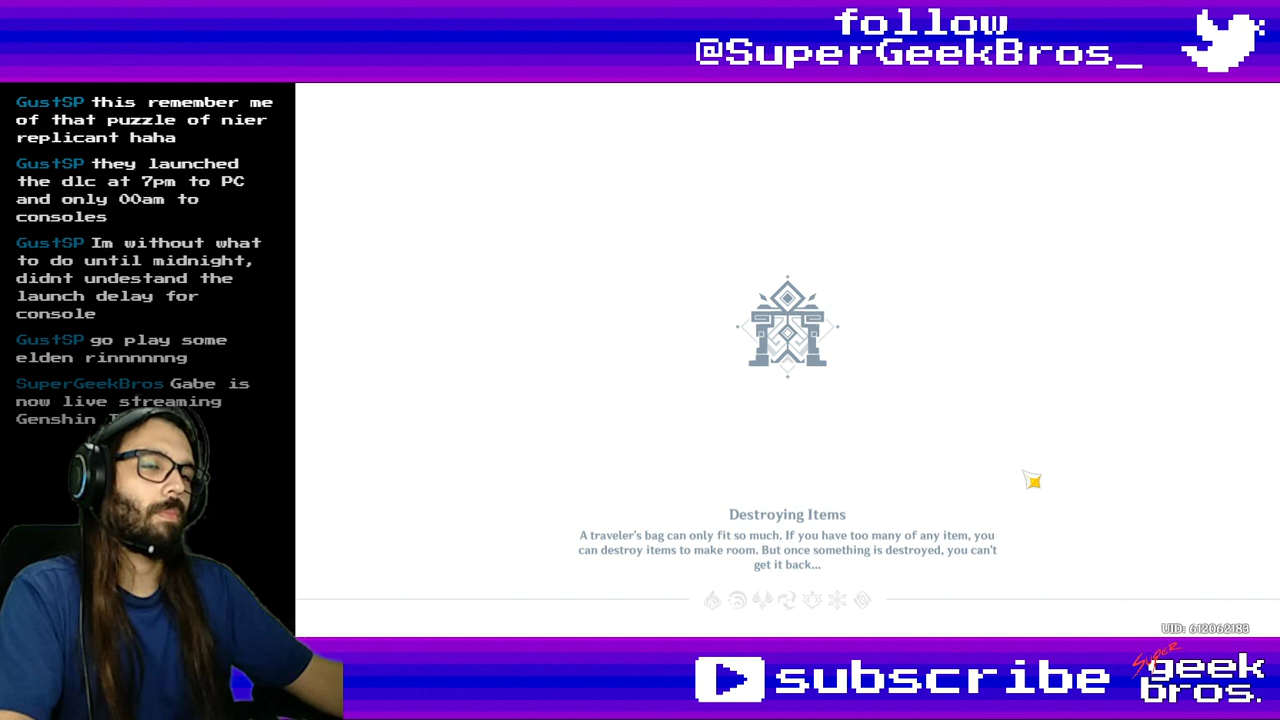 follow
@SuperGeekBros_
GustSP this remember me
of that puzzle of nier
replicant haha
GustSP they launched
the dlc at 7pm to PC
and only 00am to
consoles
GustSP Im without what
to do until midnight,
didnt undestand the
launch delay for
console
GustSP go play some
elden rinnnnnng
SuperGeekBros Gabe is
now live streaming
Genshin
Destroying Items
A traveler's bag can only fit so much. If you have too many of any item, you
can destroy items to make room. But once something is destroyed, you can't
get it back...
UID: 612062183
subscribe
super
geek
bros.